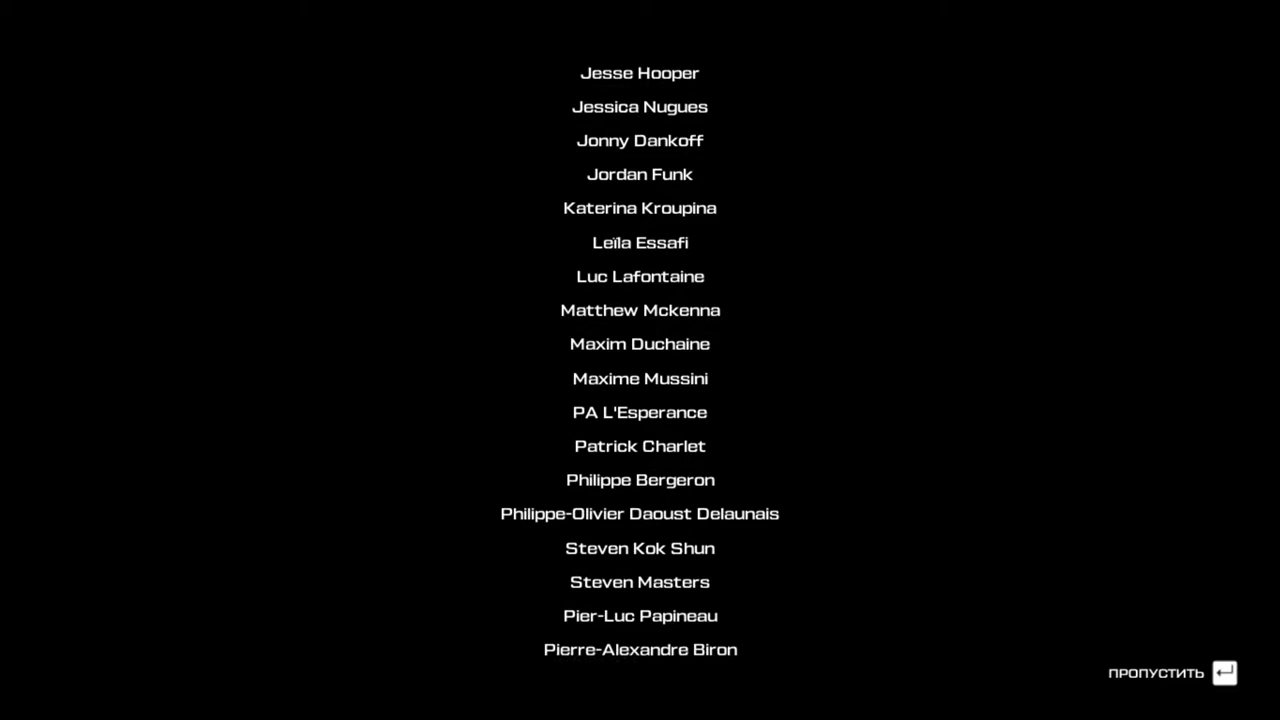 Jesse Hooper
Jessica Nugues
Jonny Dankoff
Jordan Funk
Katerina Kroupina
Leïla Essafi
Luc Lafontaine
Matthew Mckenna
Maxim Duchaine
Maxime Mussini
PA L'Esperance
Patrick Charlet
Philippe Bergeron
Philippe-Olivier Daoust Delaunais
Steven Kok Shun
Steven Masters
Pier-Luc Papineau
Pierre-Alexandre Biron
ПРОПУСТИТЬ